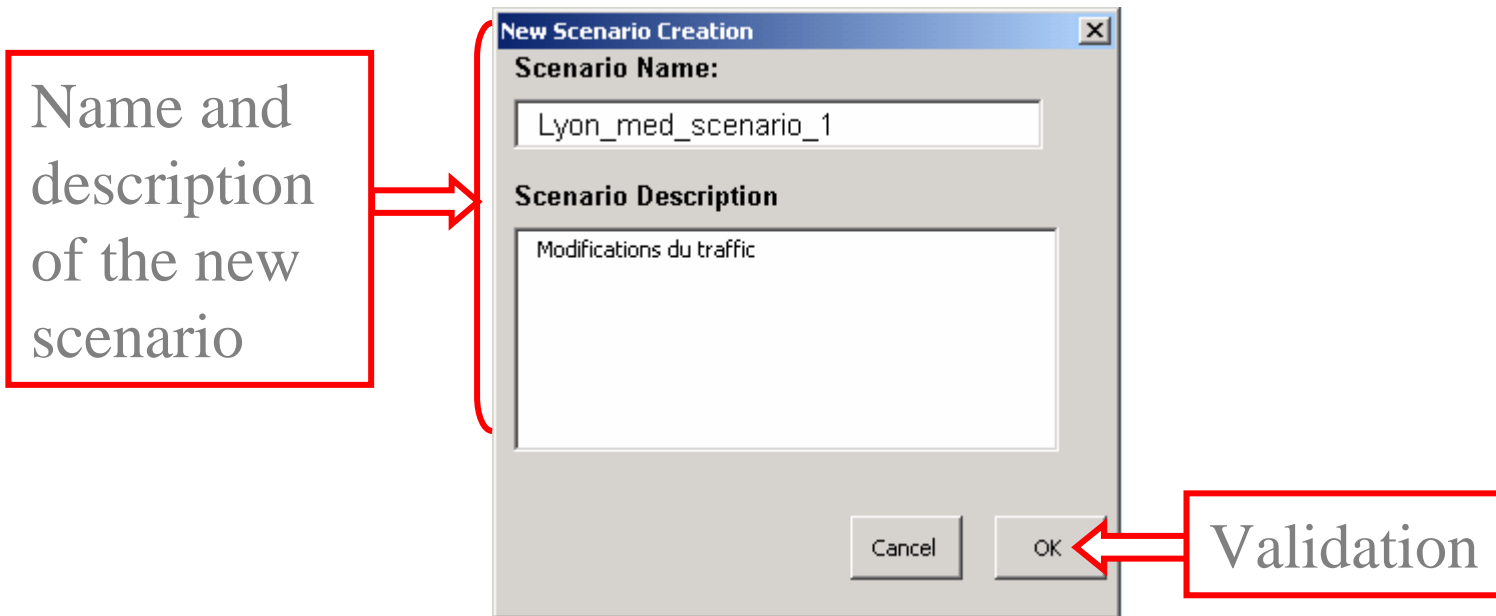 Name and
description
of the new
scenario
New Scenario Creation
Scenario Name:
Lyon_med_scenario_1
Scenario Description
Modifications du traffic
Cancel
OK
Validation